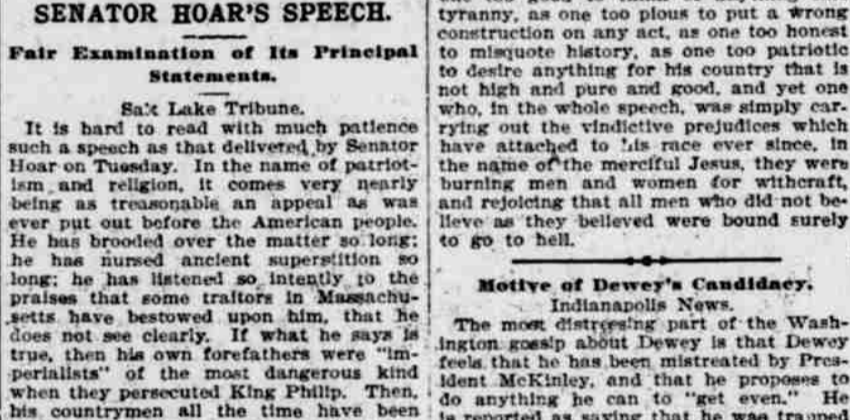 SENATOR HOAR'S SPEECH.
Fair Examination of Its Principal
Statements.
Salt Lake Tribune.
It is hard to read with much patience
such a speech as that delivered by Senator
Hoar on Tuesday. In the name of patriot-
ism and religion, it comes very nearly
being as treasonable an appeal as was
ever put out before the American people.
He has brooded over the matter so long;
he has nursed ancient superstition so
long; he has listened so intently to the
praises that some traitors in Massachu-
setts have bestowed upon him, that he
does not see clearly. If what he says is
true, then his own forefathers were "im-
perialists" of the most dangerous kind
when they persecuted King Philip. Then,
his countrymen all the time have been
tyranny, as one too pious to put a wrong
construction on any act, as one too honest
to misquote history, as one too patriotic
to desire anything for his country that is
not high and pure and good, and yet one
who, in the whole speech, was simply car-
rying out the vindictive prejudices which
have attached to his race ever since, in
the name of the merciful Jesus, they were
burning men and women for withcraft,
and rejoicing that all men who did not be-
lieve as they believed were bound surely
to go to hell.
Motive of Dewey's Candidacy.
Indianapolis News.
The most distressing part of the Wash-
ington gossip about Dewey is that Dewey
feels that he has been mistreated by Pres-
ident McKinley, and that he proposes to
do anything he can to "get even." He
is reported as saying that he was